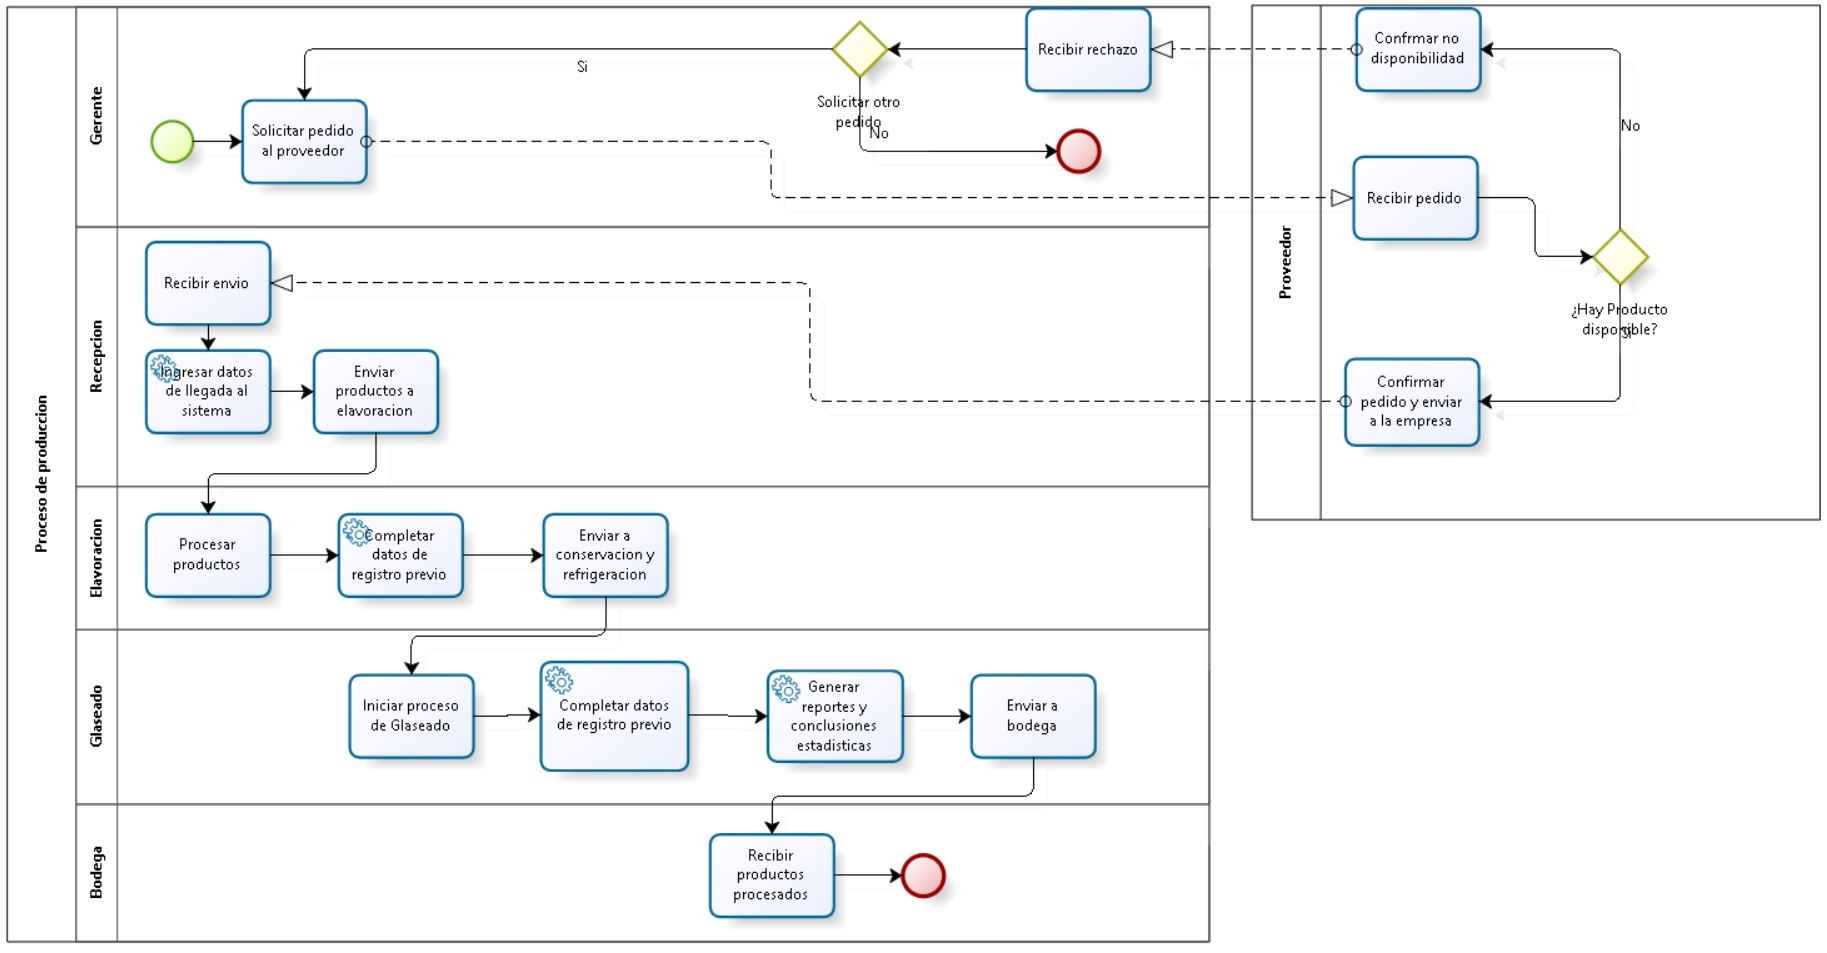 Proceso de produccion
Gerente
Solicitar pedido
al proveedor
Si
Solicitar otro
pedido
No
Recibir rechazo
Recepcion
Recibir envio
Ingresar datos
de llegada al
sistema
Enviar
productos a
elavoracion
Elavoracion
Procesar
productos
Completar
datos de
registro previo
Enviar a
conservacion y
refrigeracion
Glaseado
Iniciar proceso
de Glaseado
Completar datos
de registro previo
Generar
reportes y
conclusiones
estadisticas
Enviar a
bodega
Bodega
Recibir
productos
procesados
Proveedor
Confrmar no
disponibilidad
No
Recibir pedido
¿Hay Producto
disponible?
Si
Confirmar
pedido y enviar
a la empresa